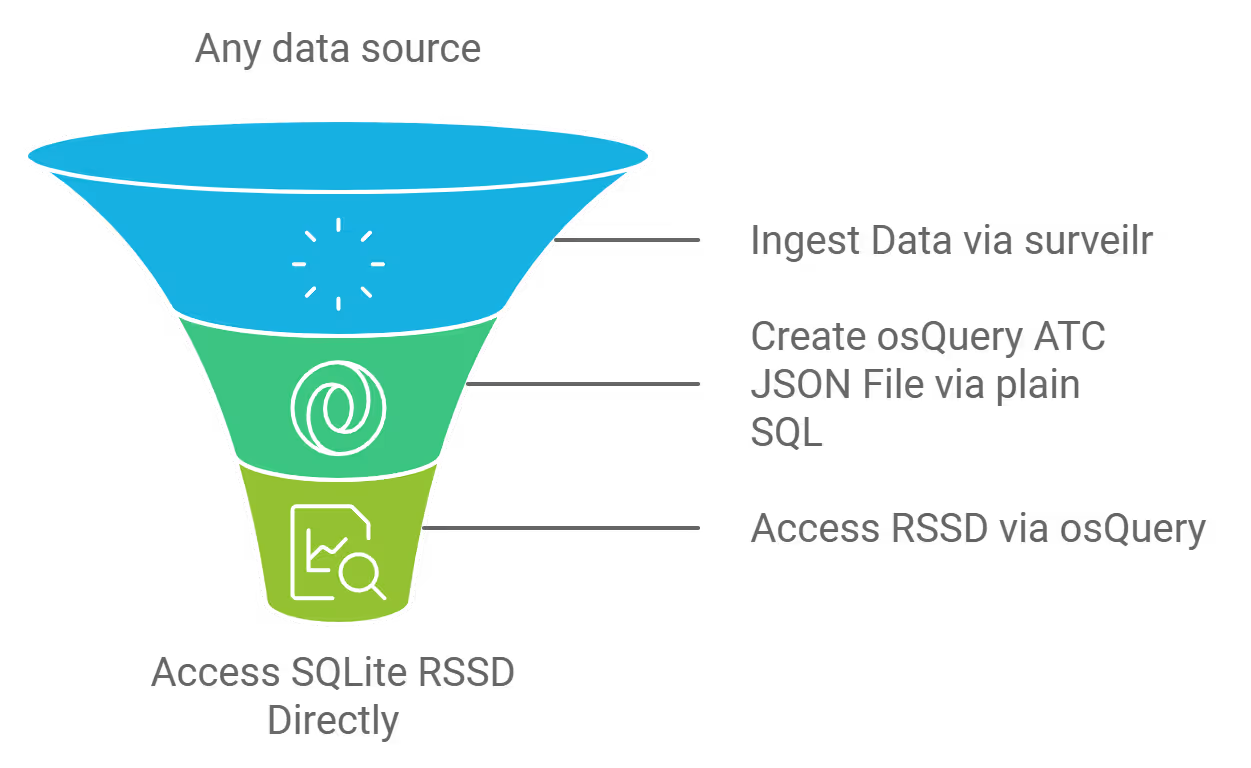 Any data source
Ingest Data via surveilr
Create osQuery ATC
JSON File via plain
SQL
Access RSSD via osQuery
Access SQLite RSSD
Directly